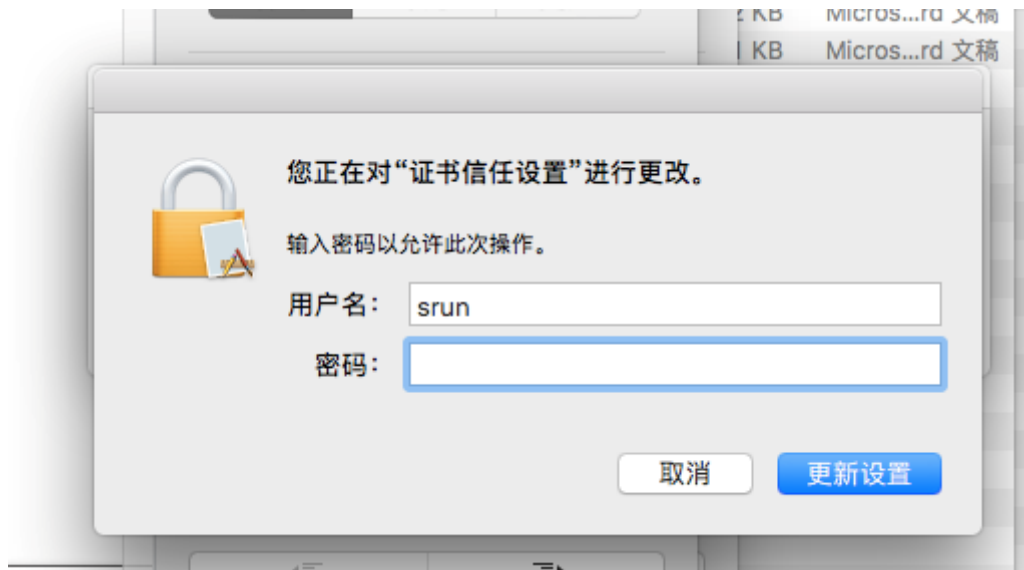 KB Micros...rd 文稿
KB Micros...rd 文稿
您正在对“证书信任设置”进行更改。
输入密码以允许此次操作。
用户名：
srun
密码：
取消
更新设置